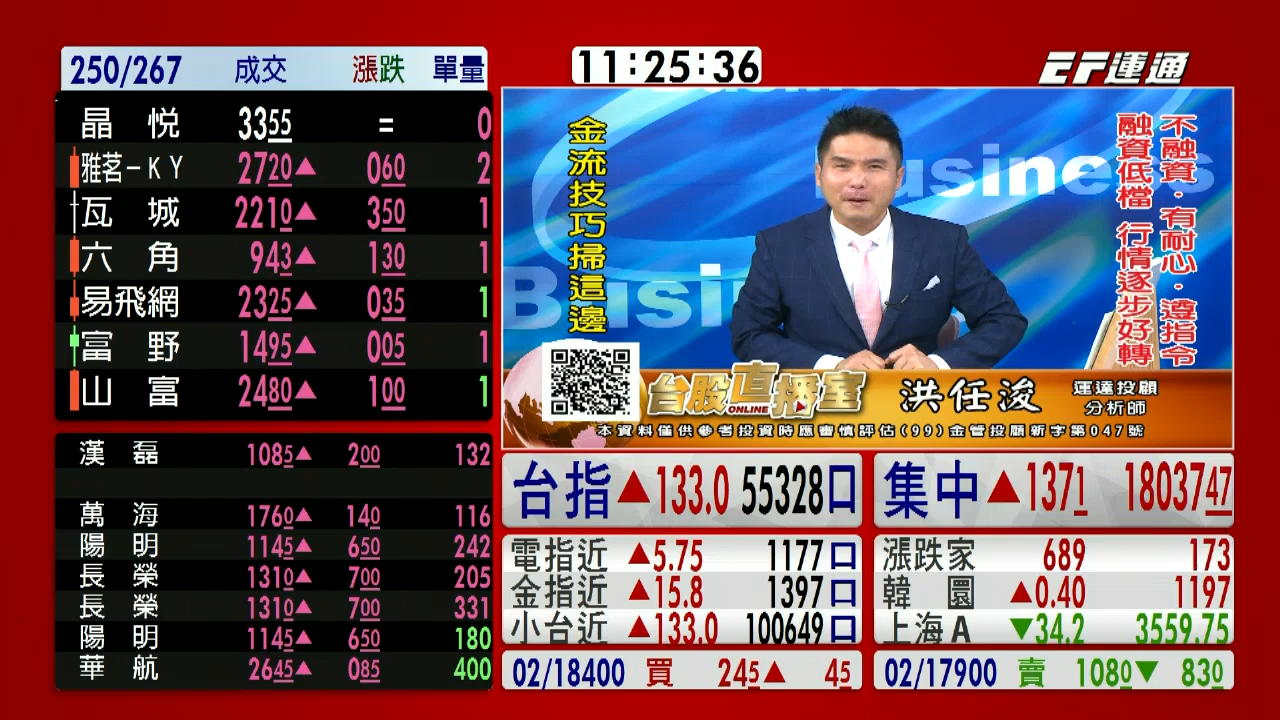 250/267 成交 漲跌 單量
晶悦 3355 = 0
雅茗-KY 2720▲ 060 2
瓦城 2210▲ 350 1
六角 943▲ 130 1
易飛網 2325▲ 035 1
富野 1495▲ 005 1
山富 2480▲ 100 1
漢磊 1085▲ 200 132
萬海 1760▲ 140 116
陽明 1145▲ 650 242
長榮 1310▲ 700 205
長榮 1310▲ 700 331
陽明 1145▲ 650 180
華航 2645▲ 085 400
11:25:36
EF運通
金流技巧掃這邊
不融資·有耐心·遵指令
融資低檔 行情逐步好轉
Business
Business
Business
台股直播室
ONLINE
洪任浚
運達投顧
分析師
本資料僅供參考投資時應審慎評估(99)金管投顧新字第047號
台指▲133.0 55328口
集中▲1371 1803747
電指近 ▲5.75 1177口
金指近 ▲15.8 1397口
小台近 ▲133.0 100649口
漲跌家 689 173
韓國 ▲0.40 1197
上海A ▼34.2 3559.75
02/18400 買 245▲ 45
02/17900 賣 1080▼ 830